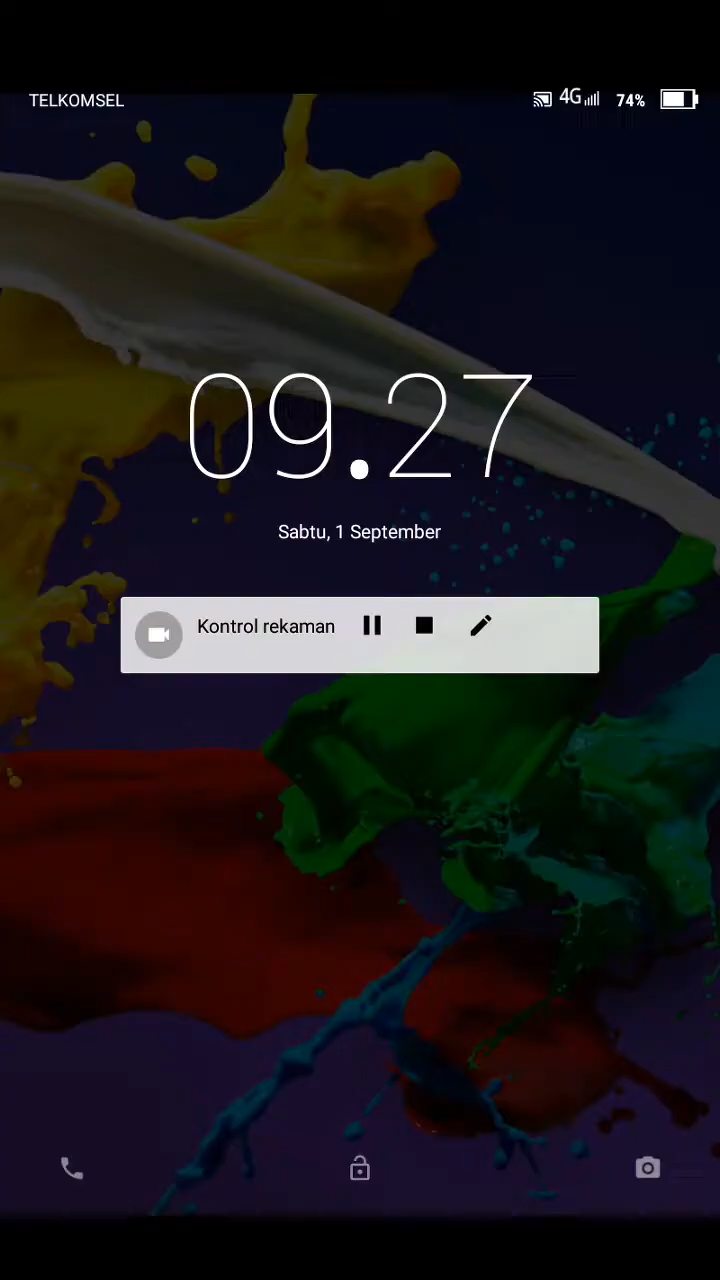 TELKOMSEL 4G 74%
09.27
Sabtu, 1 September
Kontrol rekaman